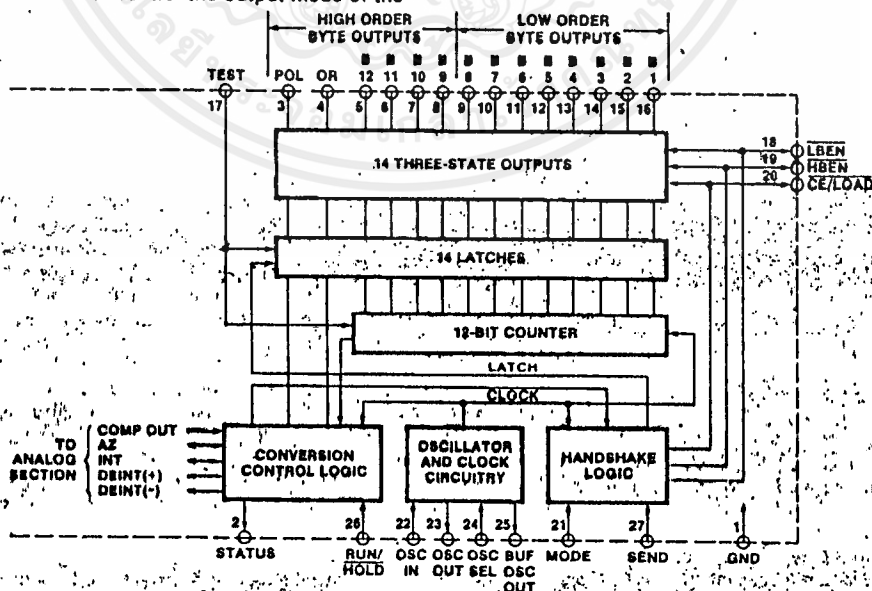 the output mode of the
HIGH ORDER
BYTE OUTPUTS
LOW ORDER
BYTE OUTPUTS
TEST POL OR 12 11 10 9 8 7 6 5 4 3 2 1
17 3 4 5 6 7 8 9 10 11 12 13 14 15 16
14 THREE-STATE OUTPUTS
18 LBEN
19 HBEN
20 CE/LOAD
14 LATCHES
12-BIT COUNTER
LATCH
CLOCK
TO
ANALOG
SECTION
COMP OUT
AZ
INT
DEINT(+)
DEINT(-)
CONVERSION
CONTROL LOGIC
OSCILLATOR
AND CLOCK
CIRCUITRY
HANDSHAKE
LOGIC
2 26 22 23 24 25 21 27 1
STATUS
RUN/
HOLD
OSC
IN
OSC
OUT
OSC
SEL
BUF
OSC
OUT
MODE
SEND
GND